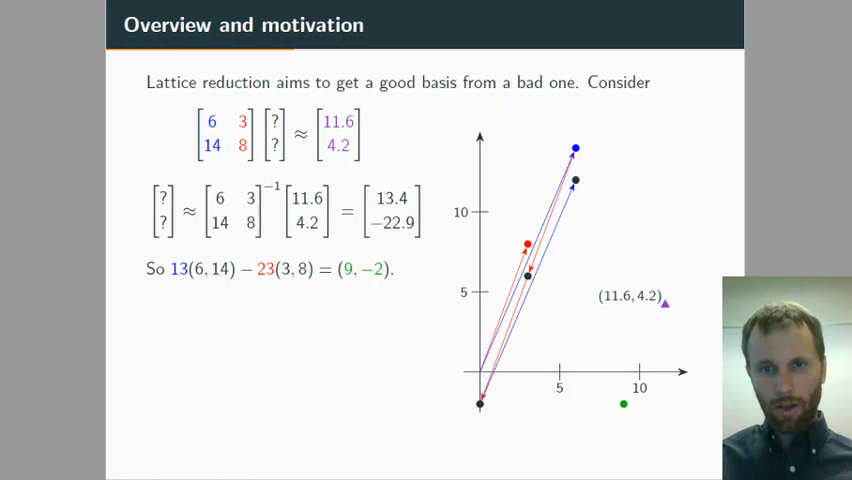 Overview and motivation
Lattice reduction aims to get a good basis from a bad one. Consider
[6 3; 14 8] [?; ?] ≈ [11.6; 4.2]
[?; ?] ≈ [6 3; 14 8]⁻¹ [11.6; 4.2] = [13.4; −22.9]
So 13(6, 14) − 23(3, 8) = (9, −2).
10
5
(11.6, 4.2)
5 10